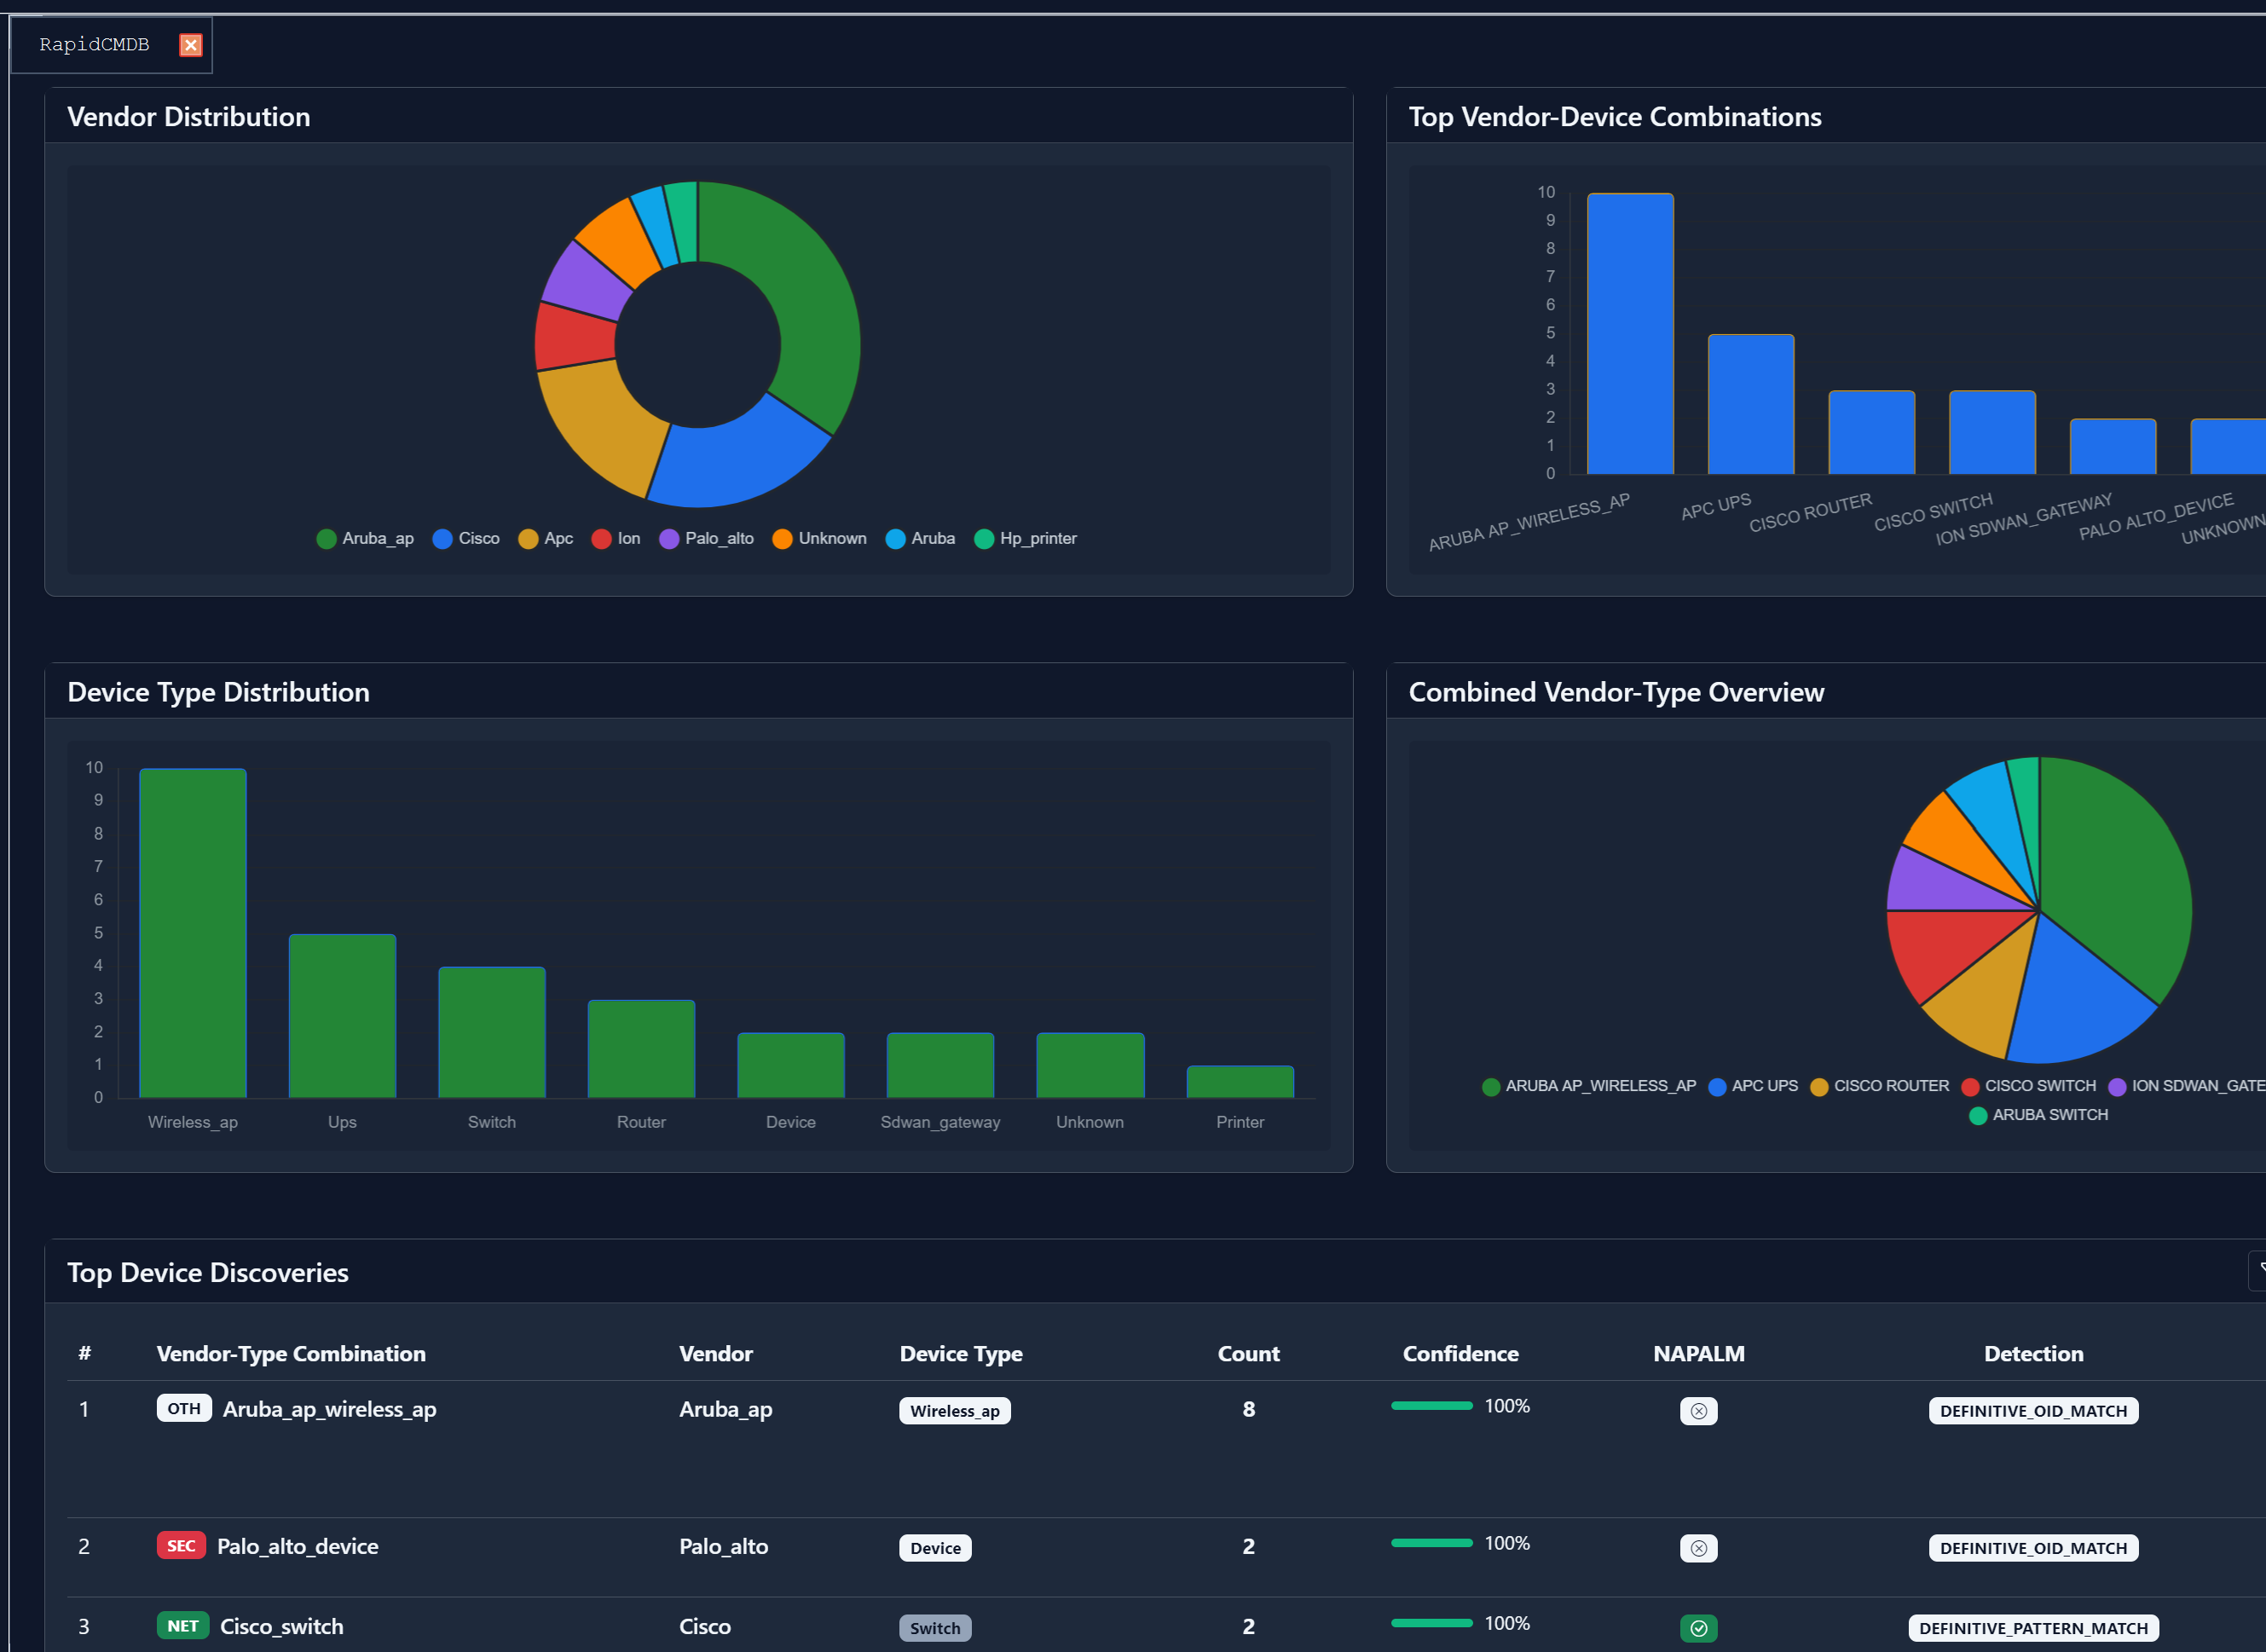 RapidCMDB
Vendor Distribution
Aruba_ap Cisco Apc Ion Palo_alto Unknown Aruba Hp_printer
Top Vendor-Device Combinations
10
9
8
7
6
5
4
3
2
1
0
ARUBA AP_WIRELESS_AP
APC UPS
CISCO ROUTER
CISCO SWITCH
ION SDWAN_GATEWAY
PALO ALTO_DEVICE
UNKNOWN
Device Type Distribution
10
9
8
7
6
5
4
3
2
1
0
Wireless_ap Ups Switch Router Device Sdwan_gateway Unknown Printer
Combined Vendor-Type Overview
ARUBA AP_WIRELESS_AP APC UPS CISCO ROUTER CISCO SWITCH ION SDWAN_GATE
ARUBA SWITCH
Top Device Discoveries
# Vendor-Type Combination Vendor Device Type Count Confidence NAPALM Detection
1 OTH Aruba_ap_wireless_ap Aruba_ap Wireless_ap 8 100% DEFINITIVE_OID_MATCH
2 SEC Palo_alto_device Palo_alto Device 2 100% DEFINITIVE_OID_MATCH
3 NET Cisco_switch Cisco Switch 2 100% DEFINITIVE_PATTERN_MATCH